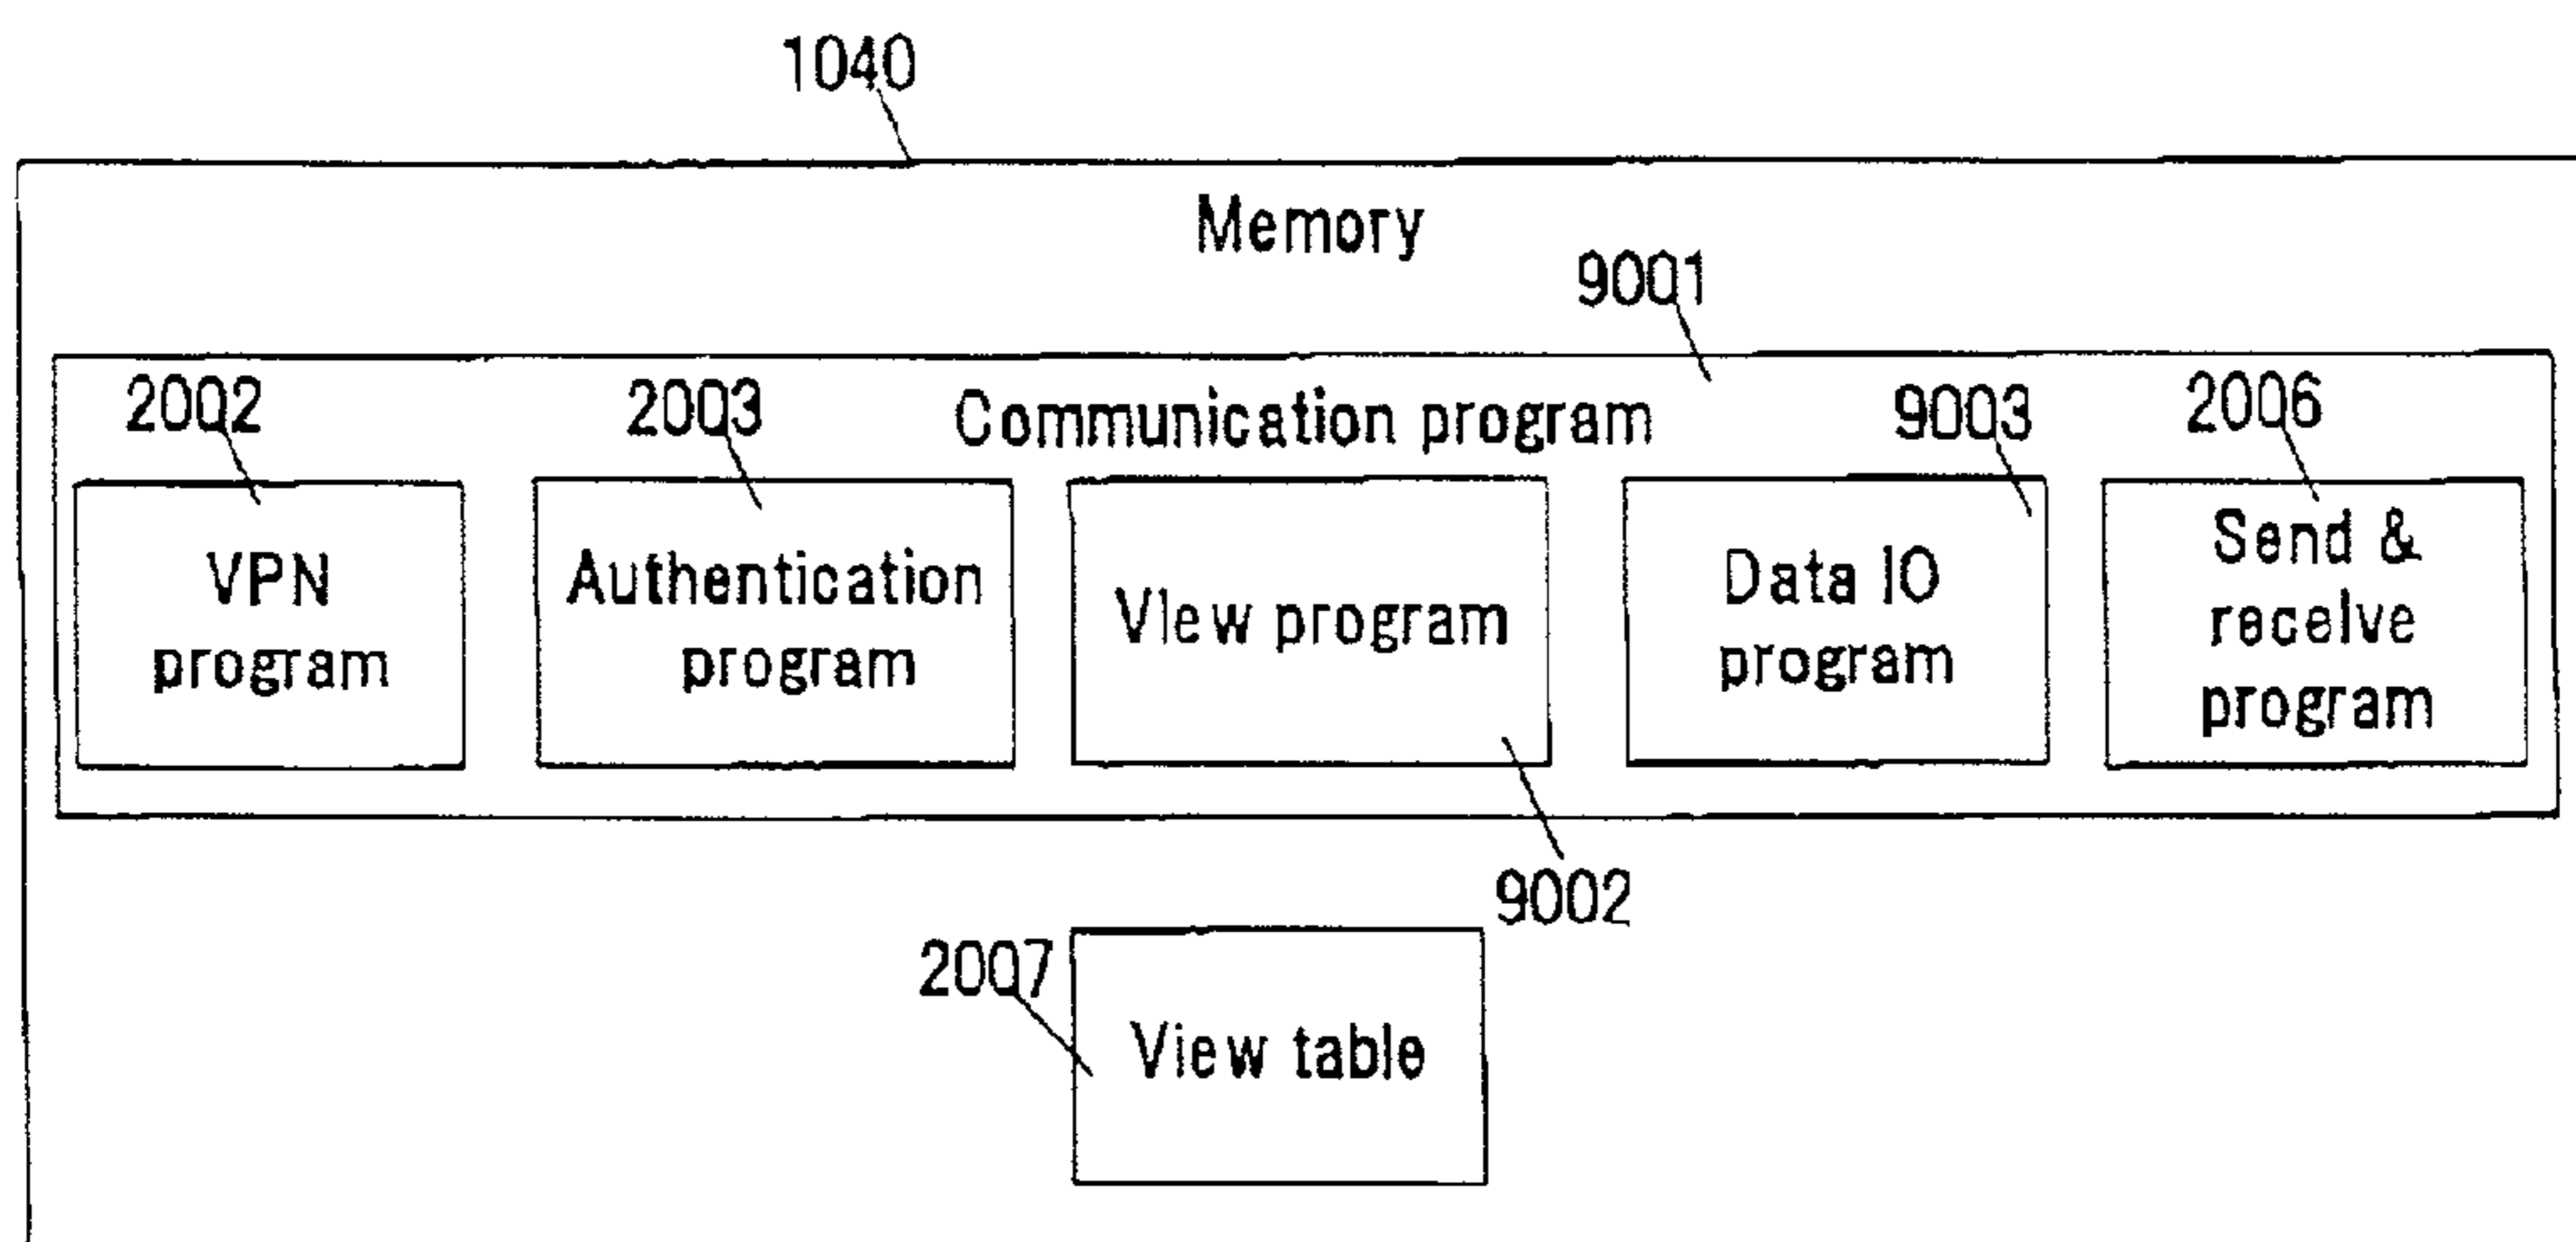 1040
Memory
9001
2002
2003
Communication program
9003
2006
VPN
program
Authentication
program
View program
Data IO
program
Send &
receive
program
9002
2007
View table